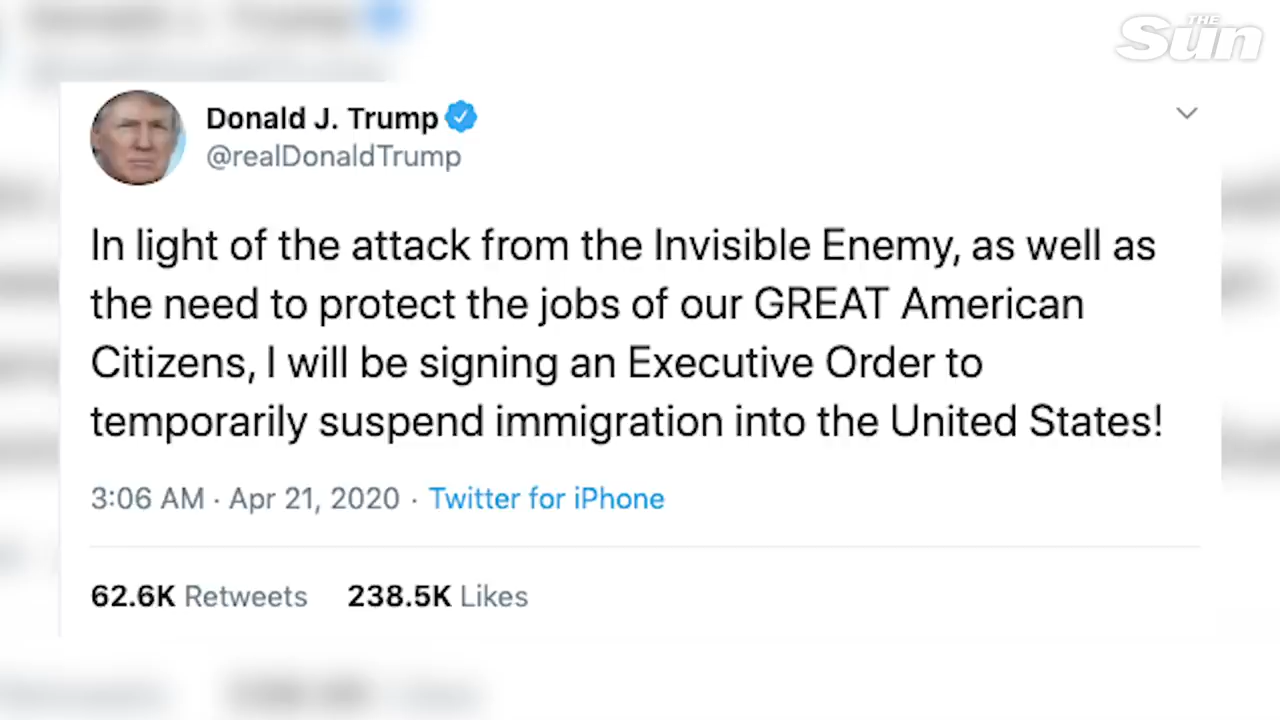 THE
Sun
Donald J. Trump
@realDonaldTrump
In light of the attack from the Invisible Enemy, as well as
the need to protect the jobs of our GREAT American
Citizens, I will be signing an Executive Order to
temporarily suspend immigration into the United States!
3:06 AM · Apr 21, 2020 · Twitter for iPhone
62.6K Retweets 238.5K Likes